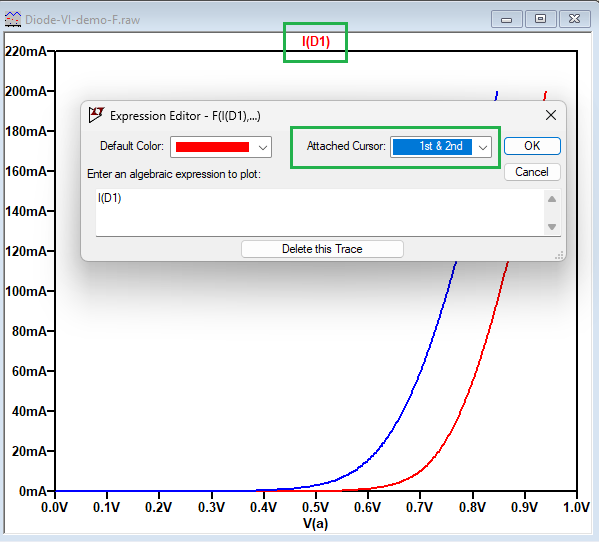 Diode-VI-demo-F.raw
I(D1)
220mA
200mA
Expression Editor - F(I(D1),...)
180mA
Default Color:
Attached Cursor: 1st & 2nd
OK
160mA
Enter an algebraic expression to plot:
Cancel
I(D1)
140mA
120mA
Delete this Trace
100mA
80mA
60mA
40mA
20mA
0mA
0.0V 0.1V 0.2V 0.3V 0.4V 0.5V 0.6V 0.7V 0.8V 0.9V 1.0V
V(a)